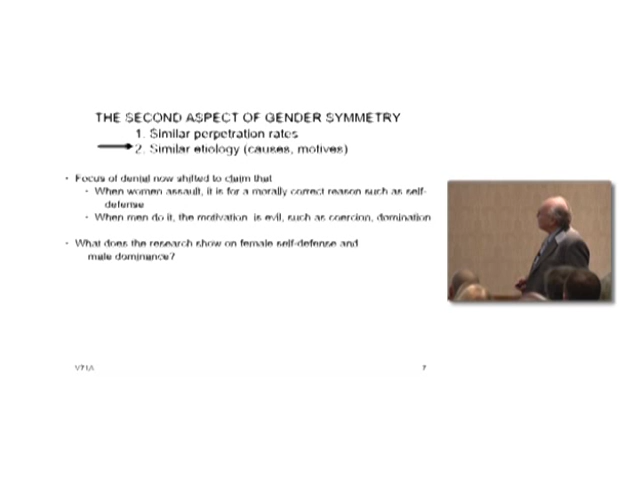 THE SECOND ASPECT OF GENDER SYMMETRY
1. Similar perpetration rates
2. Similar etiology (causes, motives)
• Focus of denial now shifted to claim that
• When women assault, it is for a morally correct reason such as self-
defense
• When men do it, the motivation is evil, such as coercion, domination
• What does the research show on female self-defense and
male dominance?
7